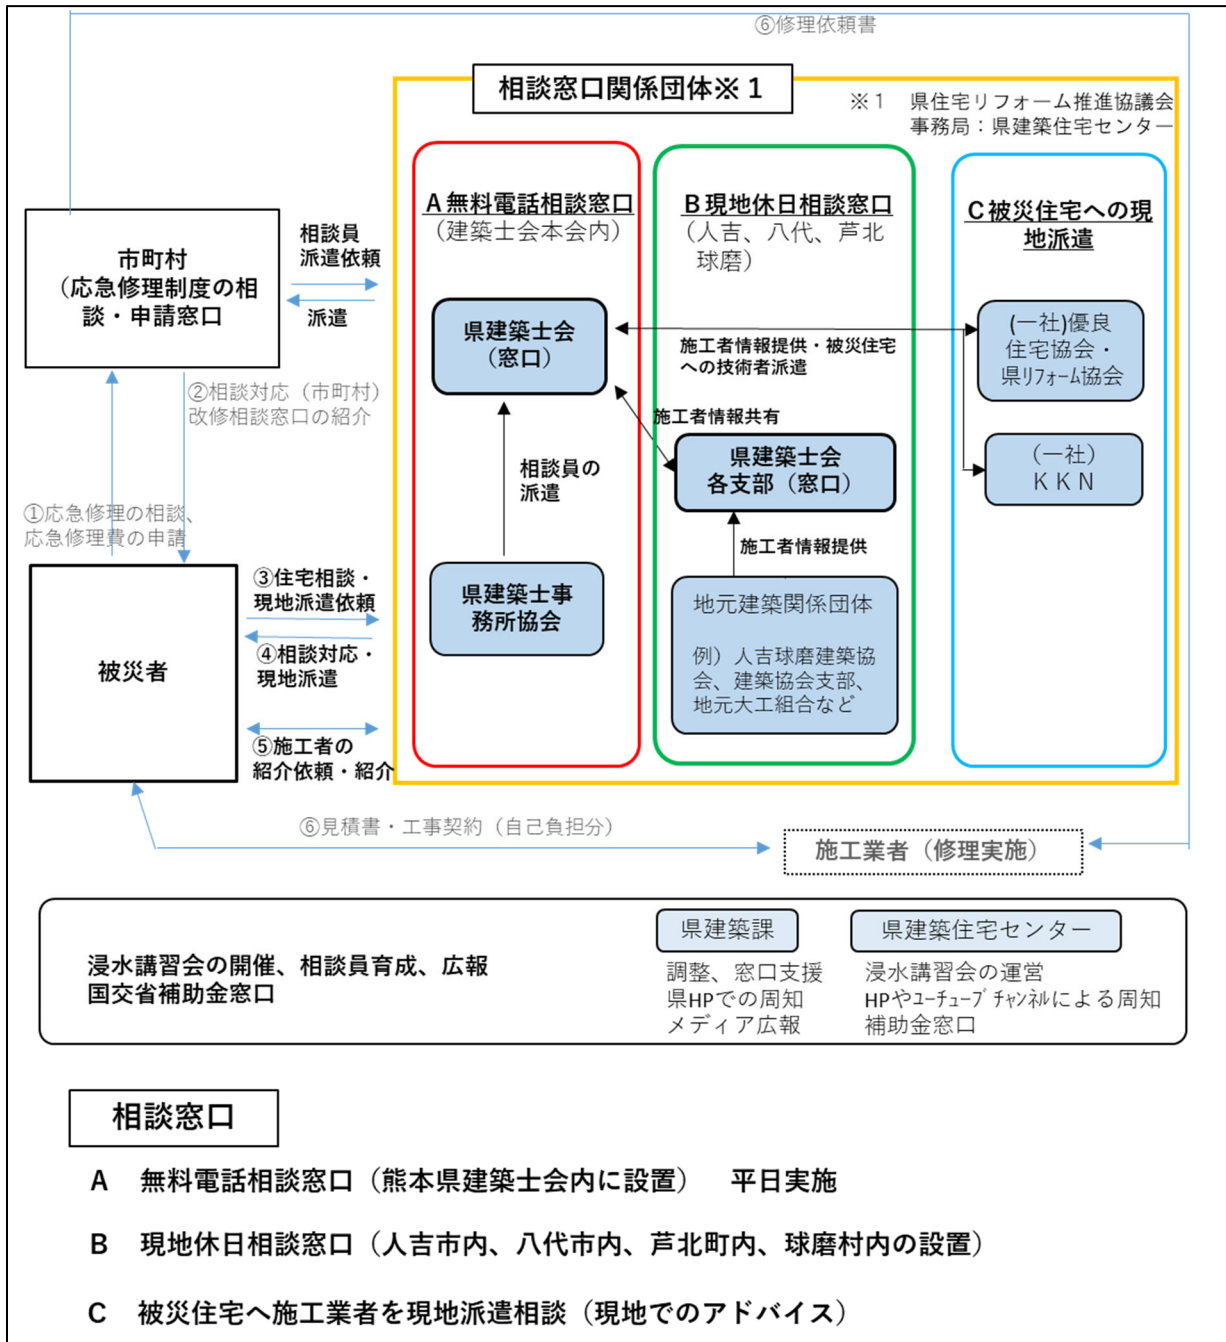 ⑥修理依頼書
相談窓口関係団体※１
※１　県住宅リフォーム推進協議会
事務局：県建築住宅センター
市町村
（応急修理制度の相
談・申請窓口
相談員
派遣依頼
派遣
Ａ無料電話相談窓口
（建築士会本会内）
県建築士会
（窓口）
相談員の
派遣
県建築士事
務所協会
Ｂ現地休日相談窓口
（人吉、八代、芦北
球磨）
施工者情報提供・被災住宅
への技術者派遣
施工者情報共有
県建築士会
各支部（窓口）
施工者情報提供
地元建築関係団体
例）人吉球磨建築協
会、建築協会支部、
地元大工組合など
Ｃ被災住宅への現
地派遣
(一社)優良
住宅協会・
県ﾘﾌｫｰﾑ協会
（一社）
ＫＫＮ
②相談対応（市町村）
改修相談窓口の紹介
①応急修理の相談、
応急修理費の申請
被災者
③住宅相談・
現地派遣依頼
④相談対応・
現地派遣
⑤施工者の
紹介依頼・紹介
⑥見積書・工事契約（自己負担分）
施工業者（修理実施）
浸水講習会の開催、相談員育成、広報
国交省補助金窓口
県建築課
調整、窓口支援
県HPでの周知
メディア広報
県建築住宅センター
浸水講習会の運営
HPやﾕｰﾁｭｰﾌﾞﾁｬﾝﾈﾙによる周知
補助金窓口
相談窓口
A　無料電話相談窓口（熊本県建築士会内に設置）　平日実施
B　現地休日相談窓口（人吉市内、八代市内、芦北町内、球磨村内の設置）
C　被災住宅へ施工業者を現地派遣相談（現地でのアドバイス）